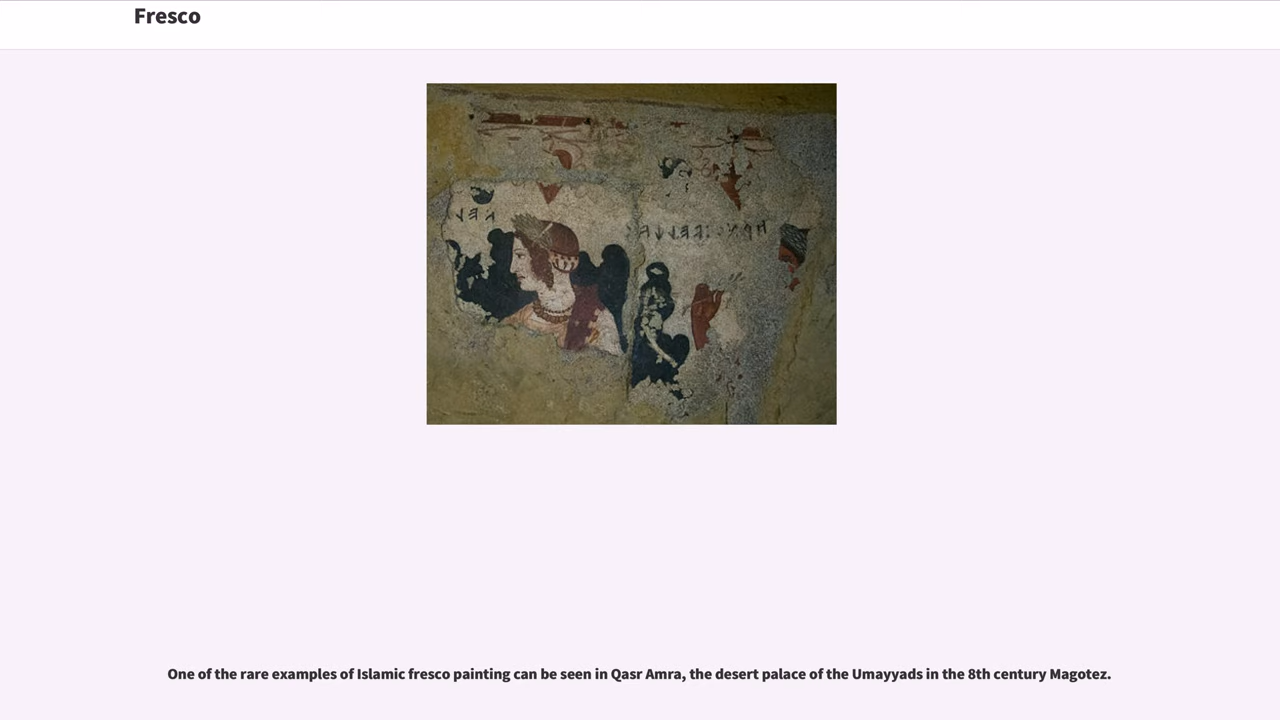 Fresco
One of the rare examples of Islamic fresco painting can be seen in Qasr Amra, the desert palace of the Umayyads in the 8th century Magotez.